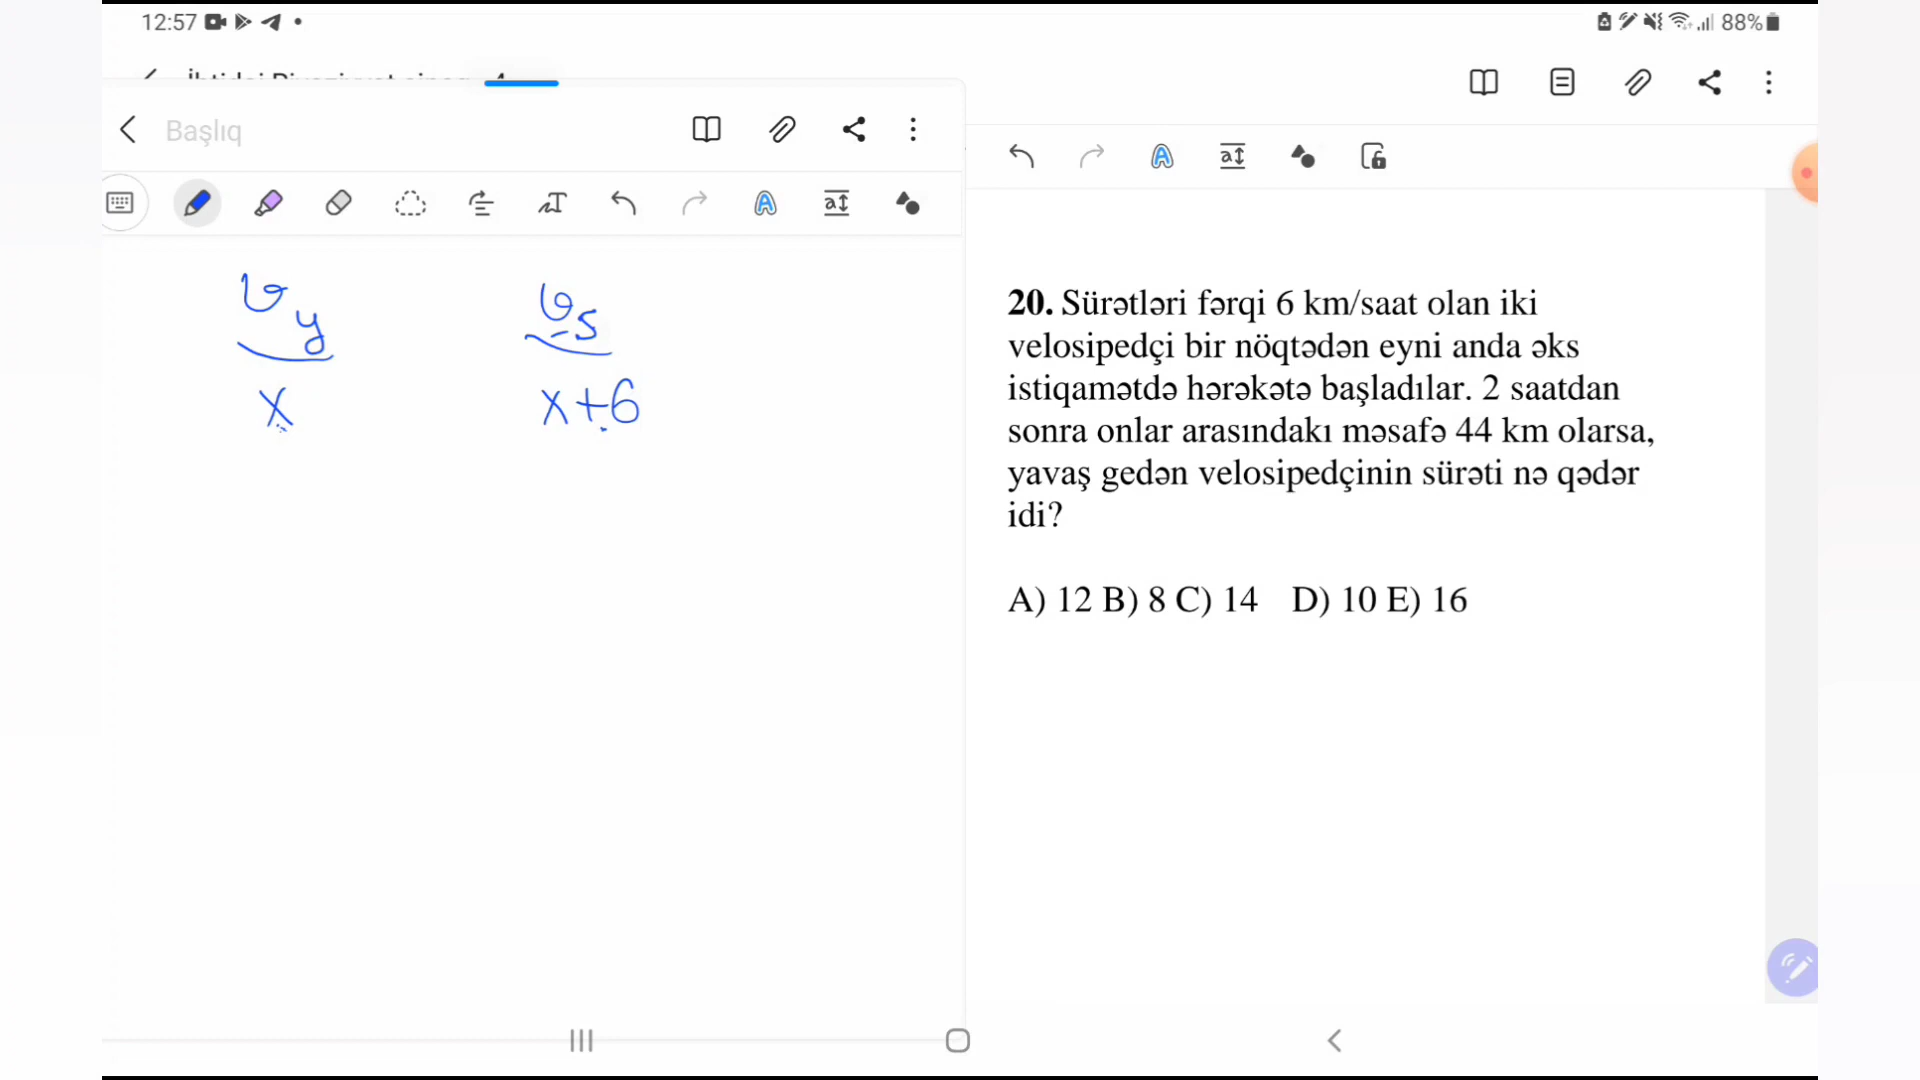 12:57
88%
Başlıq
20. Sürətləri fərqi 6 km/saat olan iki
velosipedçi bir nöqtədən eyni anda əks
istiqamətdə hərəkətə başladılar. 2 saatdan
sonra onlar arasındakı məsafə 44 km olarsa,
yavaş gedən velosipedçinin sürəti nə qədər
idi?
A) 12 B) 8 C) 14 D) 10 E) 16
v y
v s
x
x+6